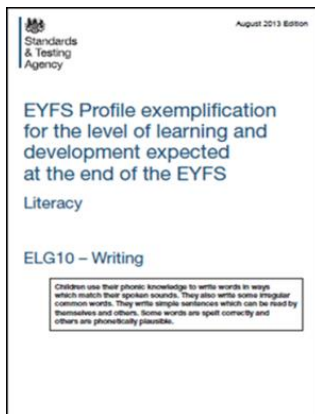 August 2013 Edition
Standards
& Testing
Agency
EYFS Profile exemplification
for the level of learning and
development expected
at the end of the EYFS
Literacy
ELG10 – Writing
Children use their phonic knowledge to write words in ways
which match their spoken sounds. They also write some irregular
common words. They write simple sentences which can be read by
themselves and others. Some words are spelt correctly and
others are phonetically plausible.